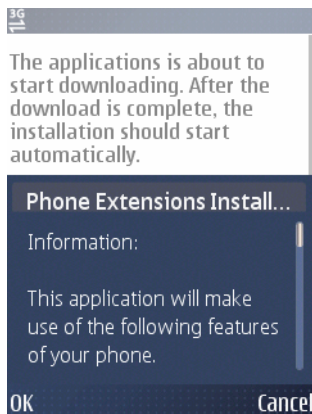 3G
The applications is about to
start downloading. After the
download is complete, the
installation should start
automatically.
Phone Extensions Install...
Information:
This application will make
use of the following features
of your phone.
OK
Cancel